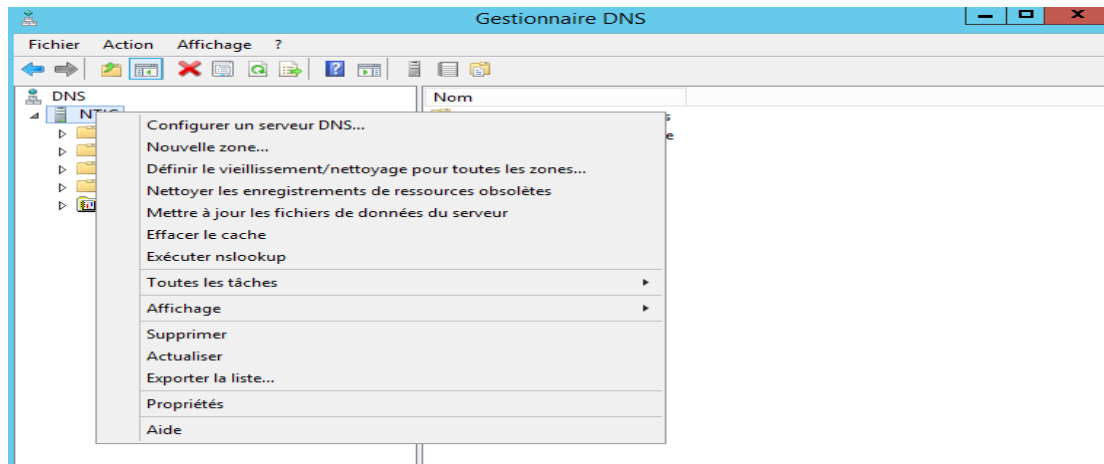 Gestionnaire DNS
Fichier Action Affichage ?
DNS
Nom
Configurer un serveur DNS...
Nouvelle zone...
Définir le vieillissement/nettoyage pour toutes les zones...
Nettoyer les enregistrements de ressources obsolètes
Mettre à jour les fichiers de données du serveur
Effacer le cache
Exécuter nslookup
Toutes les tâches
Affichage
Supprimer
Actualiser
Exporter la liste...
Propriétés
Aide